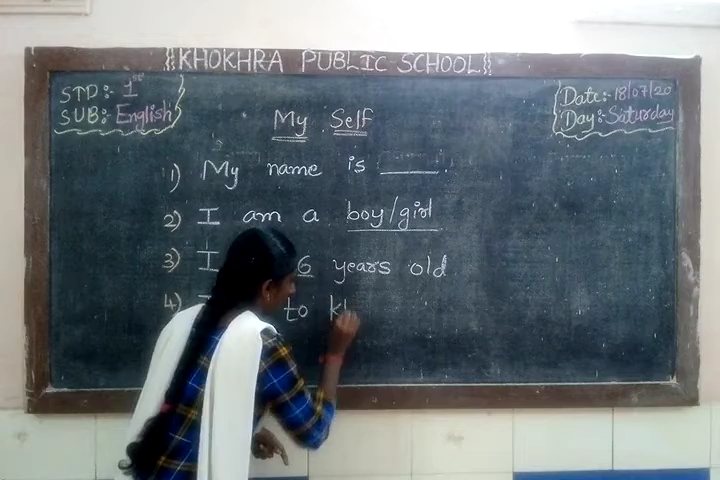 KHOKHRA PUBLIC SCHOOL
STD:- 1st
SUB:- English
Date:- 18/07/20
Day:- Saturday
My Self
1) My name is ____.
2) I am a boy/girl
3) I 6 years old
4) I to